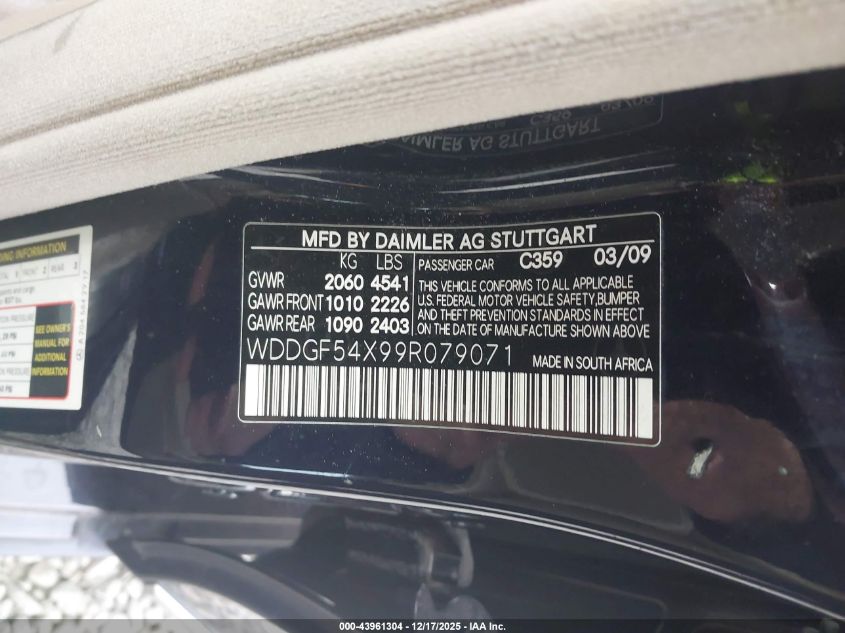 MFD BY DAIMLER AG STUTTGART
KG LBS
GVWR 2060 4541
GAWR FRONT 1010 2226
GAWR REAR 1090 2403
PASSENGER CAR C359 03/09
THIS VEHICLE CONFORMS TO ALL APPLICABLE
U.S. FEDERAL MOTOR VEHICLE SAFETY, BUMPER
AND THEFT PREVENTION STANDARDS IN EFFECT
ON THE DATE OF MANUFACTURE SHOWN ABOVE
WDDGF54X99R079071 MADE IN SOUTH AFRICA
INFORMATION
SEE OWNER'S
MANUAL FOR
ADDITIONAL
INFORMATION
000-43961304 - 12/17/2025 - IAA Inc.